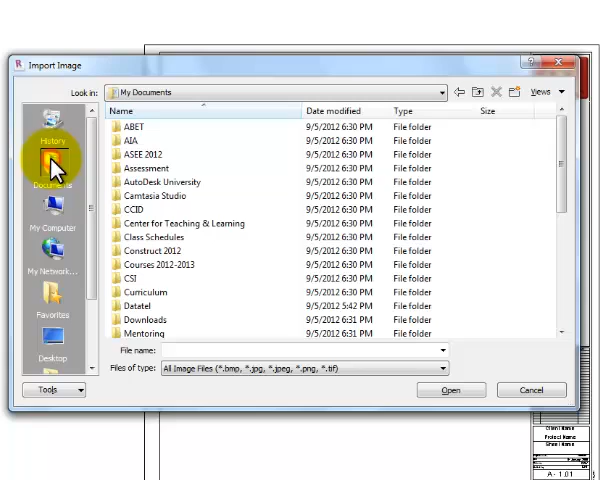 Import Image
Look in: My Documents Views
Name Date modified Type Size
History
Documents
My Computer
My Network...
Favorites
Desktop
ABET 9/5/2012 6:30 PM File folder
AIA 9/5/2012 6:30 PM File folder
ASEE 2012 9/5/2012 6:30 PM File folder
Assessment 9/5/2012 6:30 PM File folder
AutoDesk University 9/5/2012 6:30 PM File folder
Camtasia Studio 9/5/2012 6:30 PM File folder
CCID 9/5/2012 6:30 PM File folder
Center for Teaching & Learning 9/5/2012 6:30 PM File folder
Class Schedules 9/5/2012 6:30 PM File folder
Construct 2012 9/5/2012 6:30 PM File folder
Courses 2012-2013 9/5/2012 6:30 PM File folder
CSI 9/5/2012 6:30 PM File folder
Curriculum 9/5/2012 6:30 PM File folder
Datatel 9/5/2012 5:42 PM File folder
Downloads 9/5/2012 6:31 PM File folder
Mentoring 9/5/2012 6:31 PM File folder
File name:
Files of type: All Image Files (*.bmp, *.jpg, *.jpeg, *.png, *.tif)
Tools Open Cancel
Client Name
Project Name
Sheet Name
A - 1.01